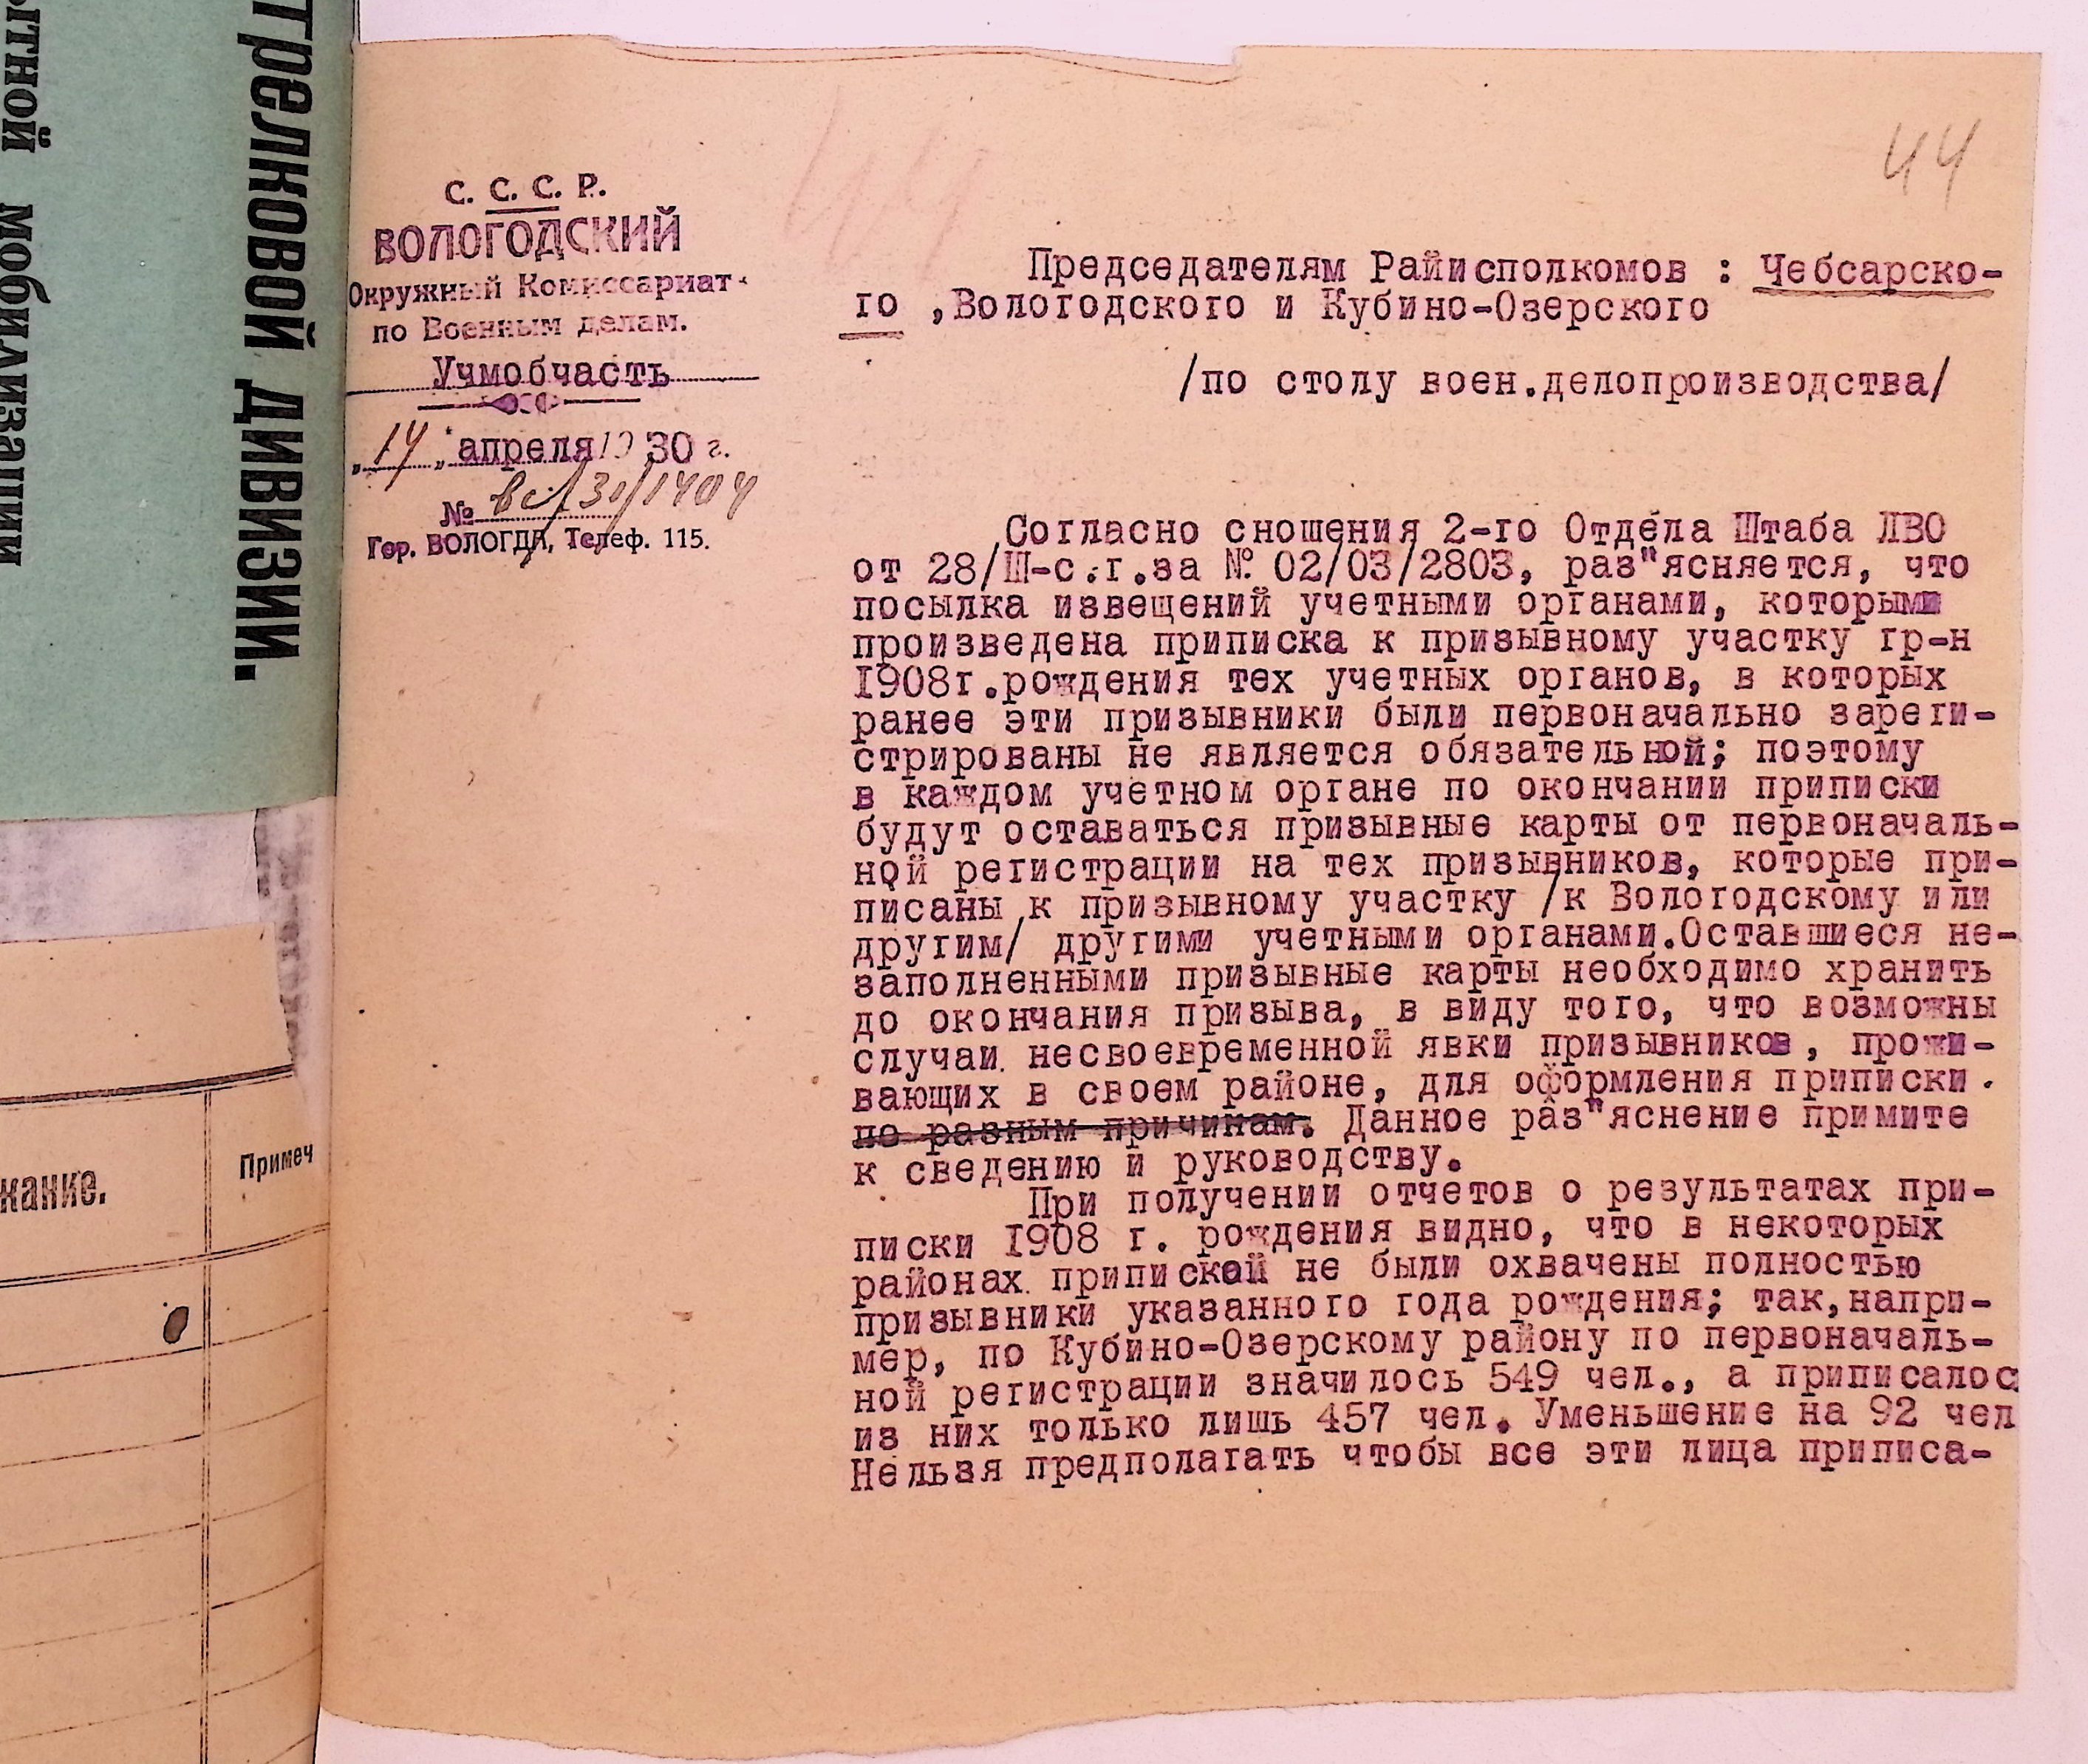 трелковой дивизии.
ытной мобилизации
кание.
Примеч
44
С. С. С. Р.
ВОЛОГОДСКИЙ
Окружный Комиссариат
по Военным делам.
Учмобчасть
"14" апреля 1930 г.
№ вс/31/1404
Гор. ВОЛОГДА, Телеф. 115.
Председателям Райисполкомов : Чебсарско-
го ,Вологодского и Кубино-Озерского
/по столу воен.делопроизводства/
Согласно сношения 2-го Отдела Штаба ЛВО
от 28/Ш-с.г.за № 02/03/2803, раз"ясняется, что
посылка извещений учетными органами, которыми
произведена приписка к призывному участку гр-н
1908г.рождения тех учетных органов, в которых
ранее эти призывники были первоначально зареги-
стрированы не является обязательной; поэтому
в каждом учетном органе по окончании приписки
будут оставаться призывные карты от первоначаль-
ной регистрации на тех призывников, которые при-
писаны к призывному участку /к Вологодскому или
другим/ другими учетными органами.Оставшиеся не-
заполненными призывные карты необходимо хранить
до окончания призыва, в виду того, что возможны
случаи несвоевременной явки призывников, прожи-
вающих в своем районе, для оформления приписки.
по разным причинам. Данное раз"яснение примите
к сведению и руководству.
При получении отчетов о результатах при-
писки 1908 г. рождения видно, что в некоторых
районах припиской не были охвачены полностью
призывники указанного года рождения; так,напри-
мер, по Кубино-Озерскому району по первоначаль-
ной регистрации значилось 549 чел., а приписалос
из них только лишь 457 чел. Уменьшение на 92 чел
Нельзя предполагать чтобы все эти лица приписа-